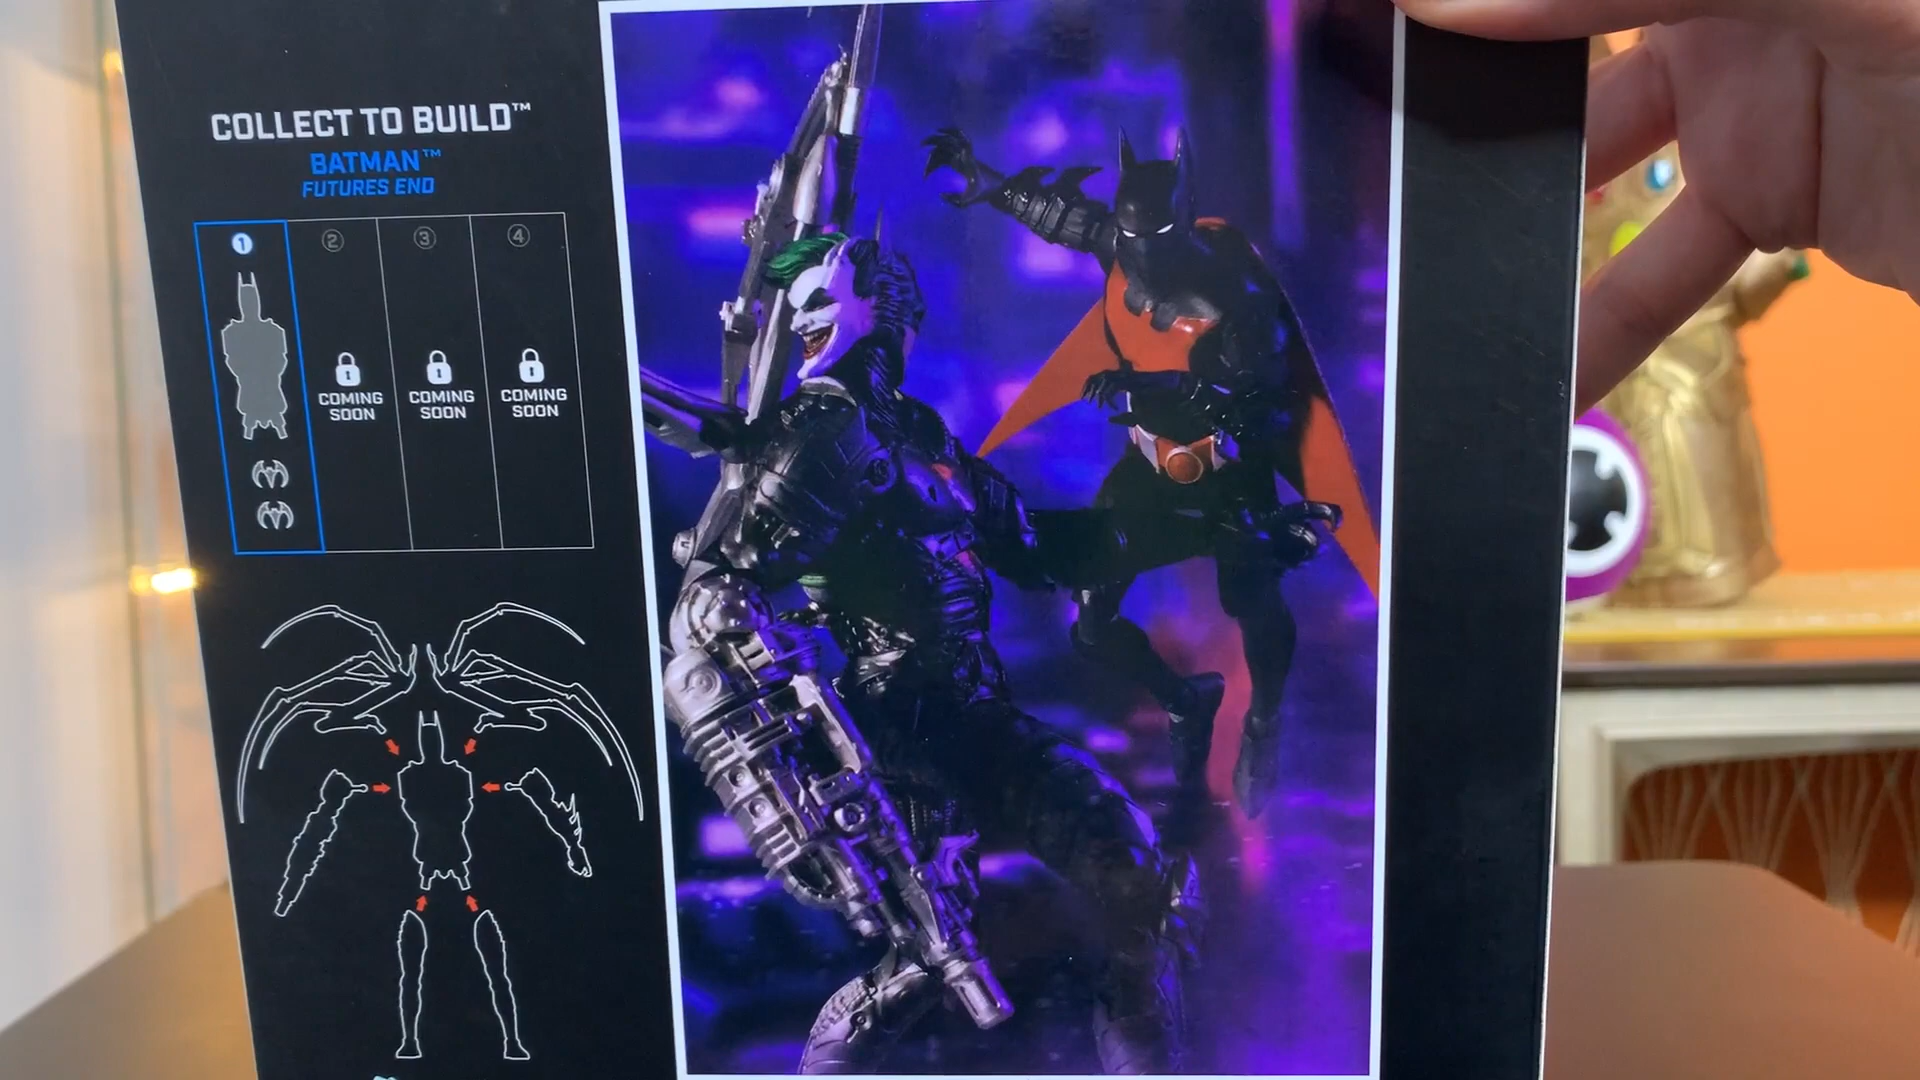 COLLECT TO BUILD™
BATMAN™
FUTURES END
1
2
3
4
COMING
SOON
COMING
SOON
COMING
SOON